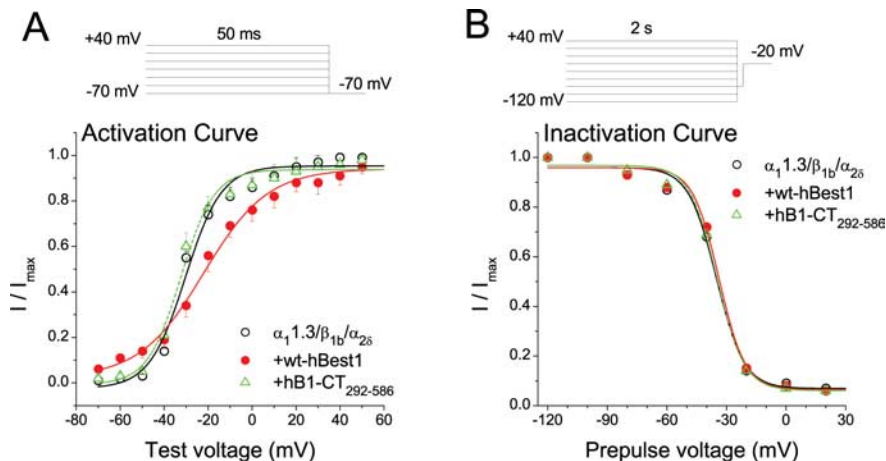 A
+40 mV
50 ms
-70 mV
-70 mV
Activation Curve
I / I_max
1.0
0.8
0.6
0.4
0.2
0.0
α₁1.3/β₁b/α₂δ
+wt-hBest1
+hB1-CT₂₉₂₋₅₈₆
-80 -60 -40 -20 0 20 40 60
Test voltage (mV)
B
+40 mV
2 s
-20 mV
-120 mV
Inactivation Curve
I / I_max
1.0
0.8
0.6
0.4
0.2
0.0
α₁1.3/β₁b/α₂δ
+wt-hBest1
+hB1-CT₂₉₂₋₅₈₆
-120 -90 -60 -30 0 30
Prepulse voltage (mV)